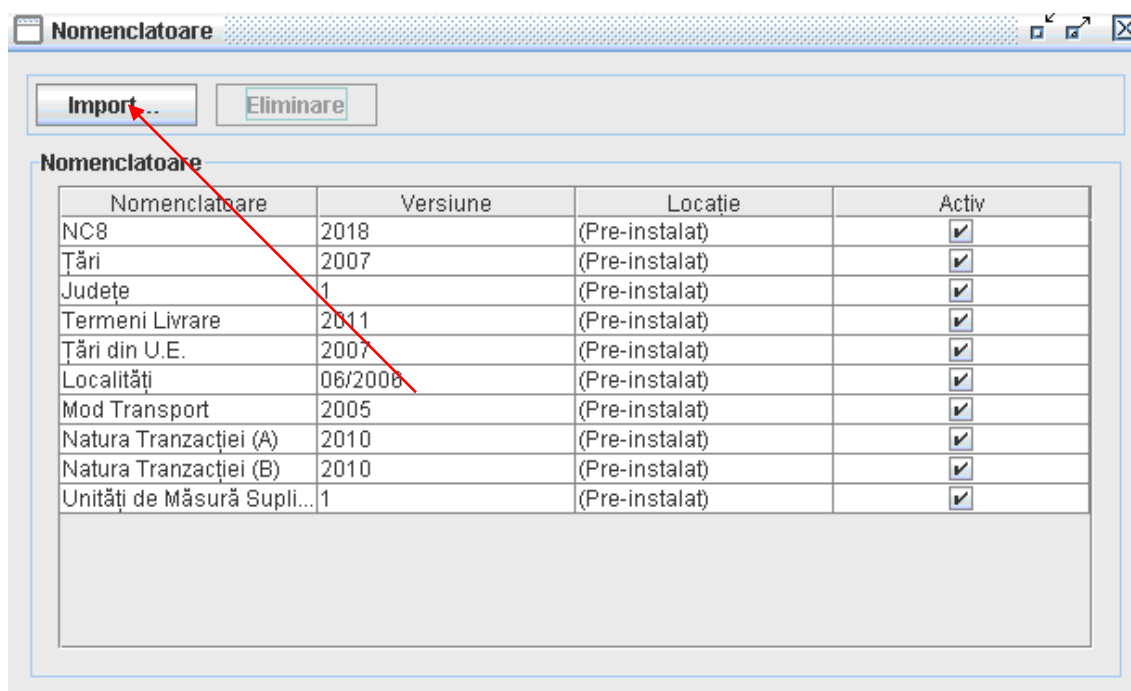 Nomenclatoare
Import... Eliminare
Nomenclatoare
Nomenclatoare Versiune Locație Activ
NC8 2018 (Pre-instalat)
Țări 2007 (Pre-instalat)
Județe 1 (Pre-instalat)
Termeni Livrare 2011 (Pre-instalat)
Țări din U.E. 2007 (Pre-instalat)
Localități 06/2006 (Pre-instalat)
Mod Transport 2005 (Pre-instalat)
Natura Tranzacției (A) 2010 (Pre-instalat)
Natura Tranzacției (B) 2010 (Pre-instalat)
Unități de Măsură Supli... 1 (Pre-instalat)